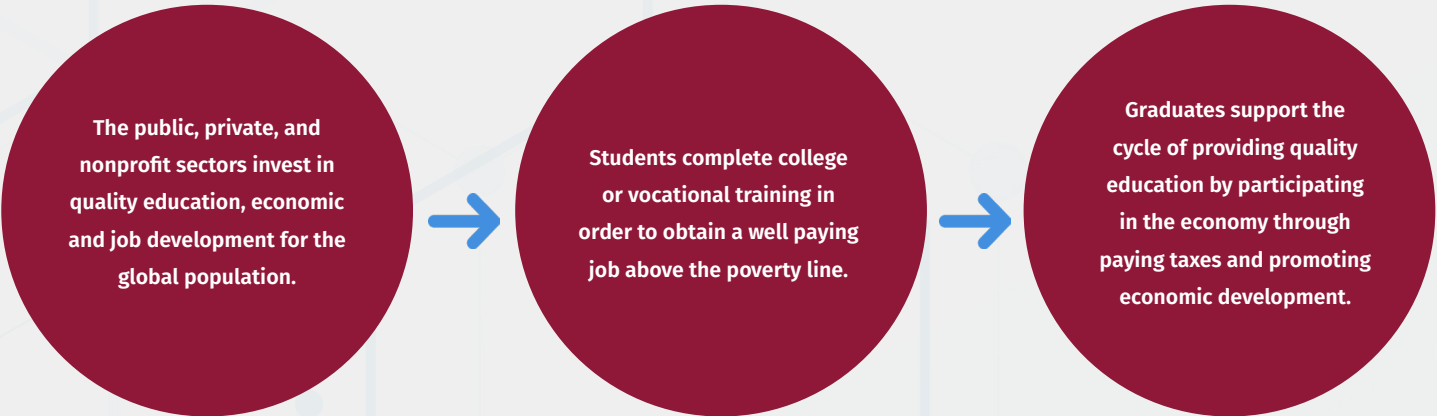 The public, private, and
nonprofit sectors invest in
quality education, economic
and job development for the
global population.
Students complete college
or vocational training in
order to obtain a well paying
job above the poverty line.
Graduates support the
cycle of providing quality
education by participating
in the economy through
paying taxes and promoting
economic development.